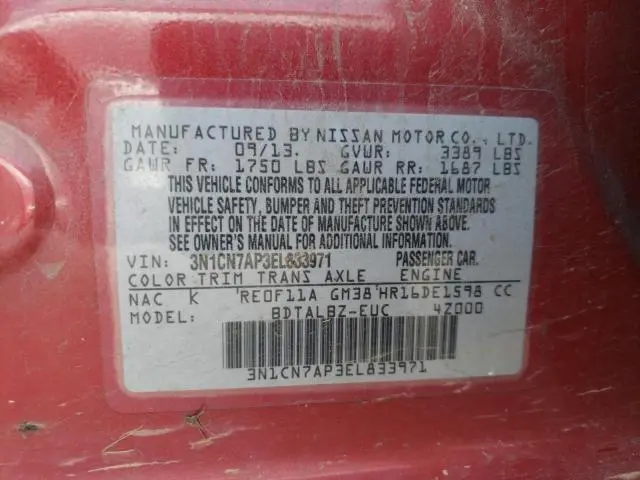 MANUFACTURED BY NISSAN MOTOR CO., LTD.
DATE: 09/13. GVWR: 3389 LBS
GAWR FR: 1750 LBS GAWR RR: 1687 LBS
THIS VEHICLE CONFORMS TO ALL APPLICABLE FEDERAL MOTOR
VEHICLE SAFETY, BUMPER AND THEFT PREVENTION STANDARDS
IN EFFECT ON THE DATE OF MANUFACTURE SHOWN ABOVE.
SEE OWNER'S MANUAL FOR ADDITIONAL INFORMATION.
VIN: 3N1CN7AP3EL833971 PASSENGER CAR.
COLOR TRIM TRANS AXLE ENGINE
NAC K RE0F11A GM38 HR16DE1598 CC
MODEL: BDTALBZ-EUC 4Z000
3N1CN7AP3EL833971